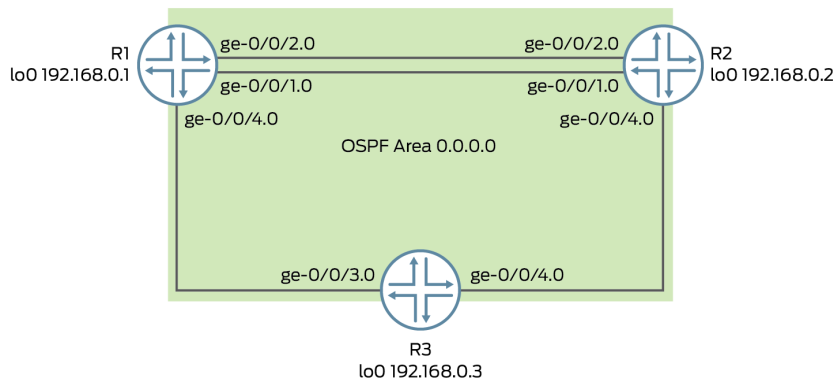 R1
lo0 192.168.0.1
ge-0/0/2.0
ge-0/0/2.0
R2
lo0 192.168.0.2
ge-0/0/1.0
ge-0/0/1.0
ge-0/0/4.0
ge-0/0/4.0
OSPF Area 0.0.0.0
ge-0/0/3.0
ge-0/0/4.0
R3
lo0 192.168.0.3